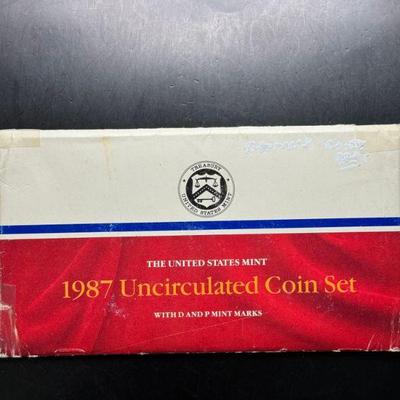 TREASURY
UNITED STATES MINT
THE UNITED STATES MINT
1987 Uncirculated Coin Set
WITH D AND P MINT MARKS